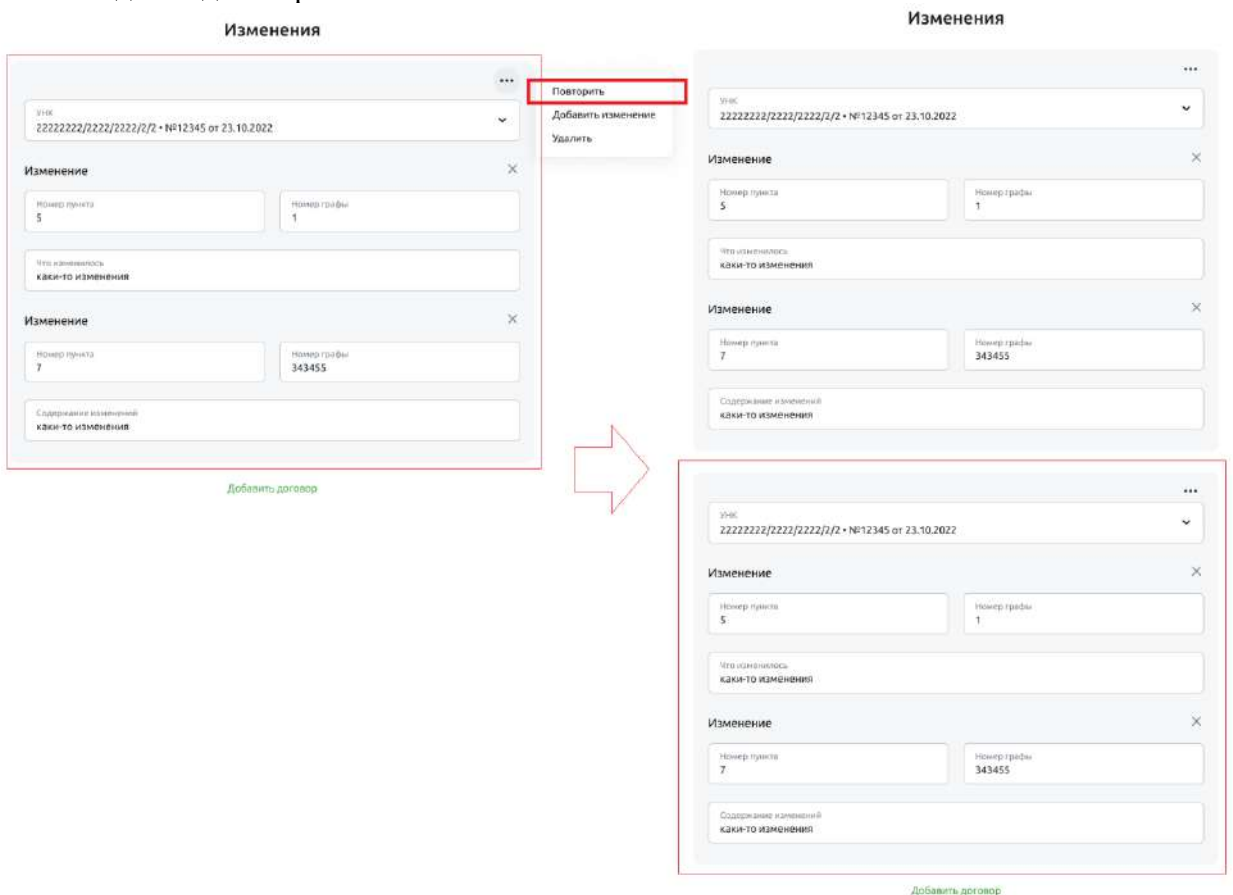 Изменения
•••
УНК
22222222/2222/2222/2/2 • №12345 от 23.10.2022
Изменение
Номер пункта
5
Номер графы
1
Что изменилось
каки-то изменения
Изменение
Номер пункта
7
Номер графы
343455
Содержание изменений
каки-то изменения
Добавить договор
Повторить
Добавить изменение
Удалить
Изменения
•••
УНК
22222222/2222/2222/2/2 • №12345 от 23.10.2022
Изменение
Номер пункта
5
Номер графы
1
Что изменилось
каки-то изменения
Изменение
Номер пункта
7
Номер графы
343455
Содержание изменений
каки-то изменения
•••
УНК
22222222/2222/2222/2/2 • №12345 от 23.10.2022
Изменение
Номер пункта
5
Номер графы
1
Что изменилось
каки-то изменения
Изменение
Номер пункта
7
Номер графы
343455
Содержание изменений
каки-то изменения
Добавить договор